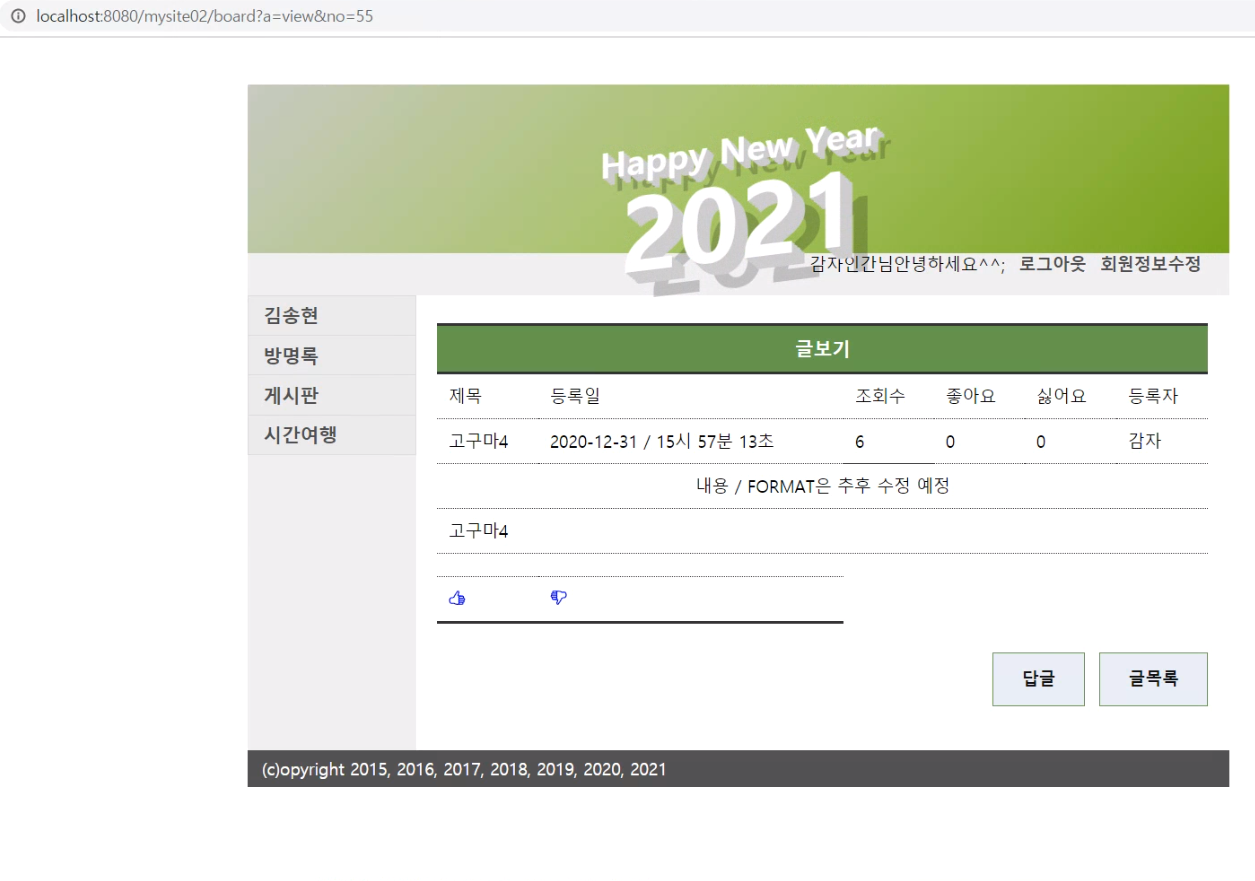 localhost:8080/mysite02/board?a=view&no=55
Happy New Year
2021
감자인간님안녕하세요^^; 로그아웃 회원정보수정
김송현
방명록
게시판
시간여행
글보기
제목 등록일 조회수 좋아요 싫어요 등록자
고구마4 2020-12-31 / 15시 57분 13초 6 0 0 감자
내용 / FORMAT은 추후 수정 예정
고구마4
답글 글목록
(c)opyright 2015, 2016, 2017, 2018, 2019, 2020, 2021